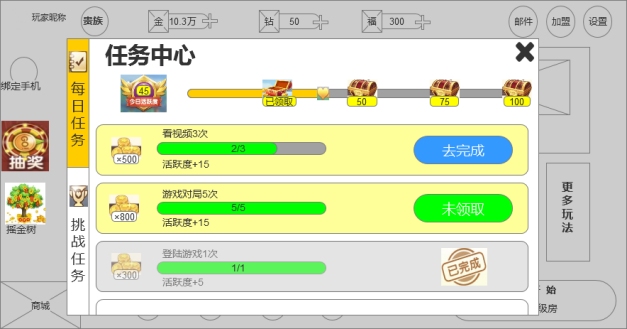 玩家昵称
贵族
金 10.3万
钻 50
福 300
邮件
加盟
设置
绑定手机
抽奖
摇金树
商城
每日任务
挑战任务
任务中心
45
今日活跃度
已领取
50
75
100
×500
看视频3次
2/3
活跃度+15
去完成
×800
游戏对局5次
5/5
活跃度+15
未领取
×300
登陆游戏1次
1/1
活跃度+5
已完成
更多玩法
始
级房